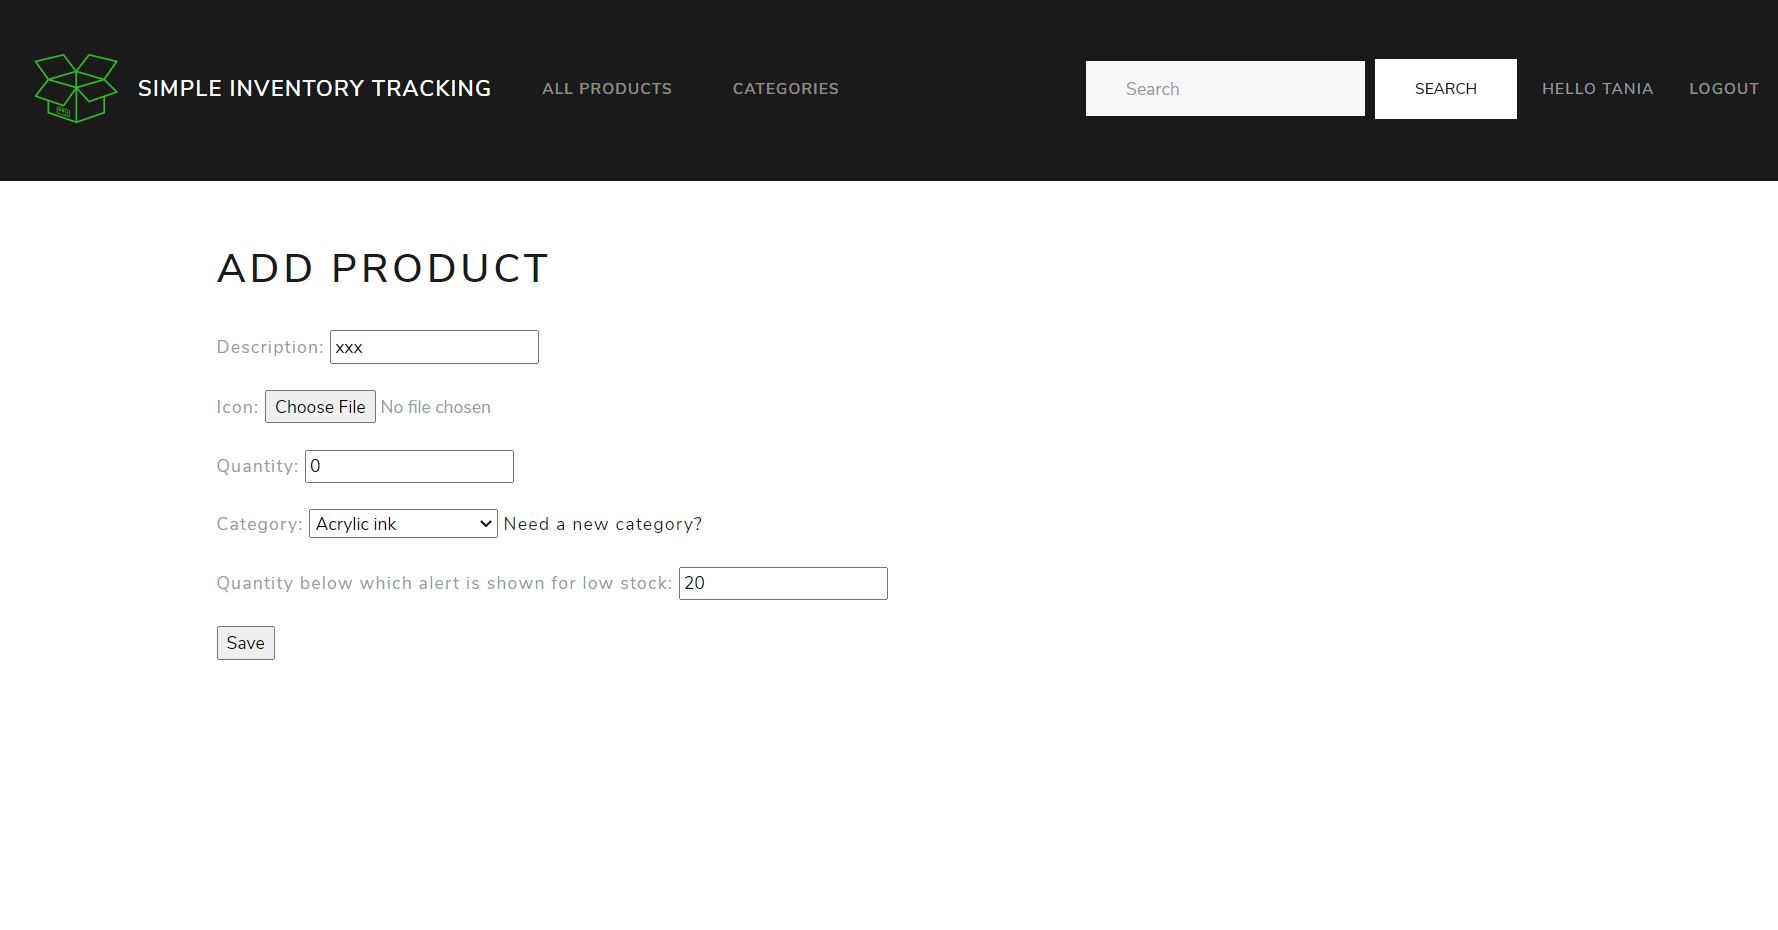 SIMPLE INVENTORY TRACKING ALL PRODUCTS CATEGORIES Search SEARCH HELLO TANIA LOGOUT
ADD PRODUCT
Description: xxx
Icon: Choose File No file chosen
Quantity: 0
Category: Acrylic ink Need a new category?
Quantity below which alert is shown for low stock: 20
Save